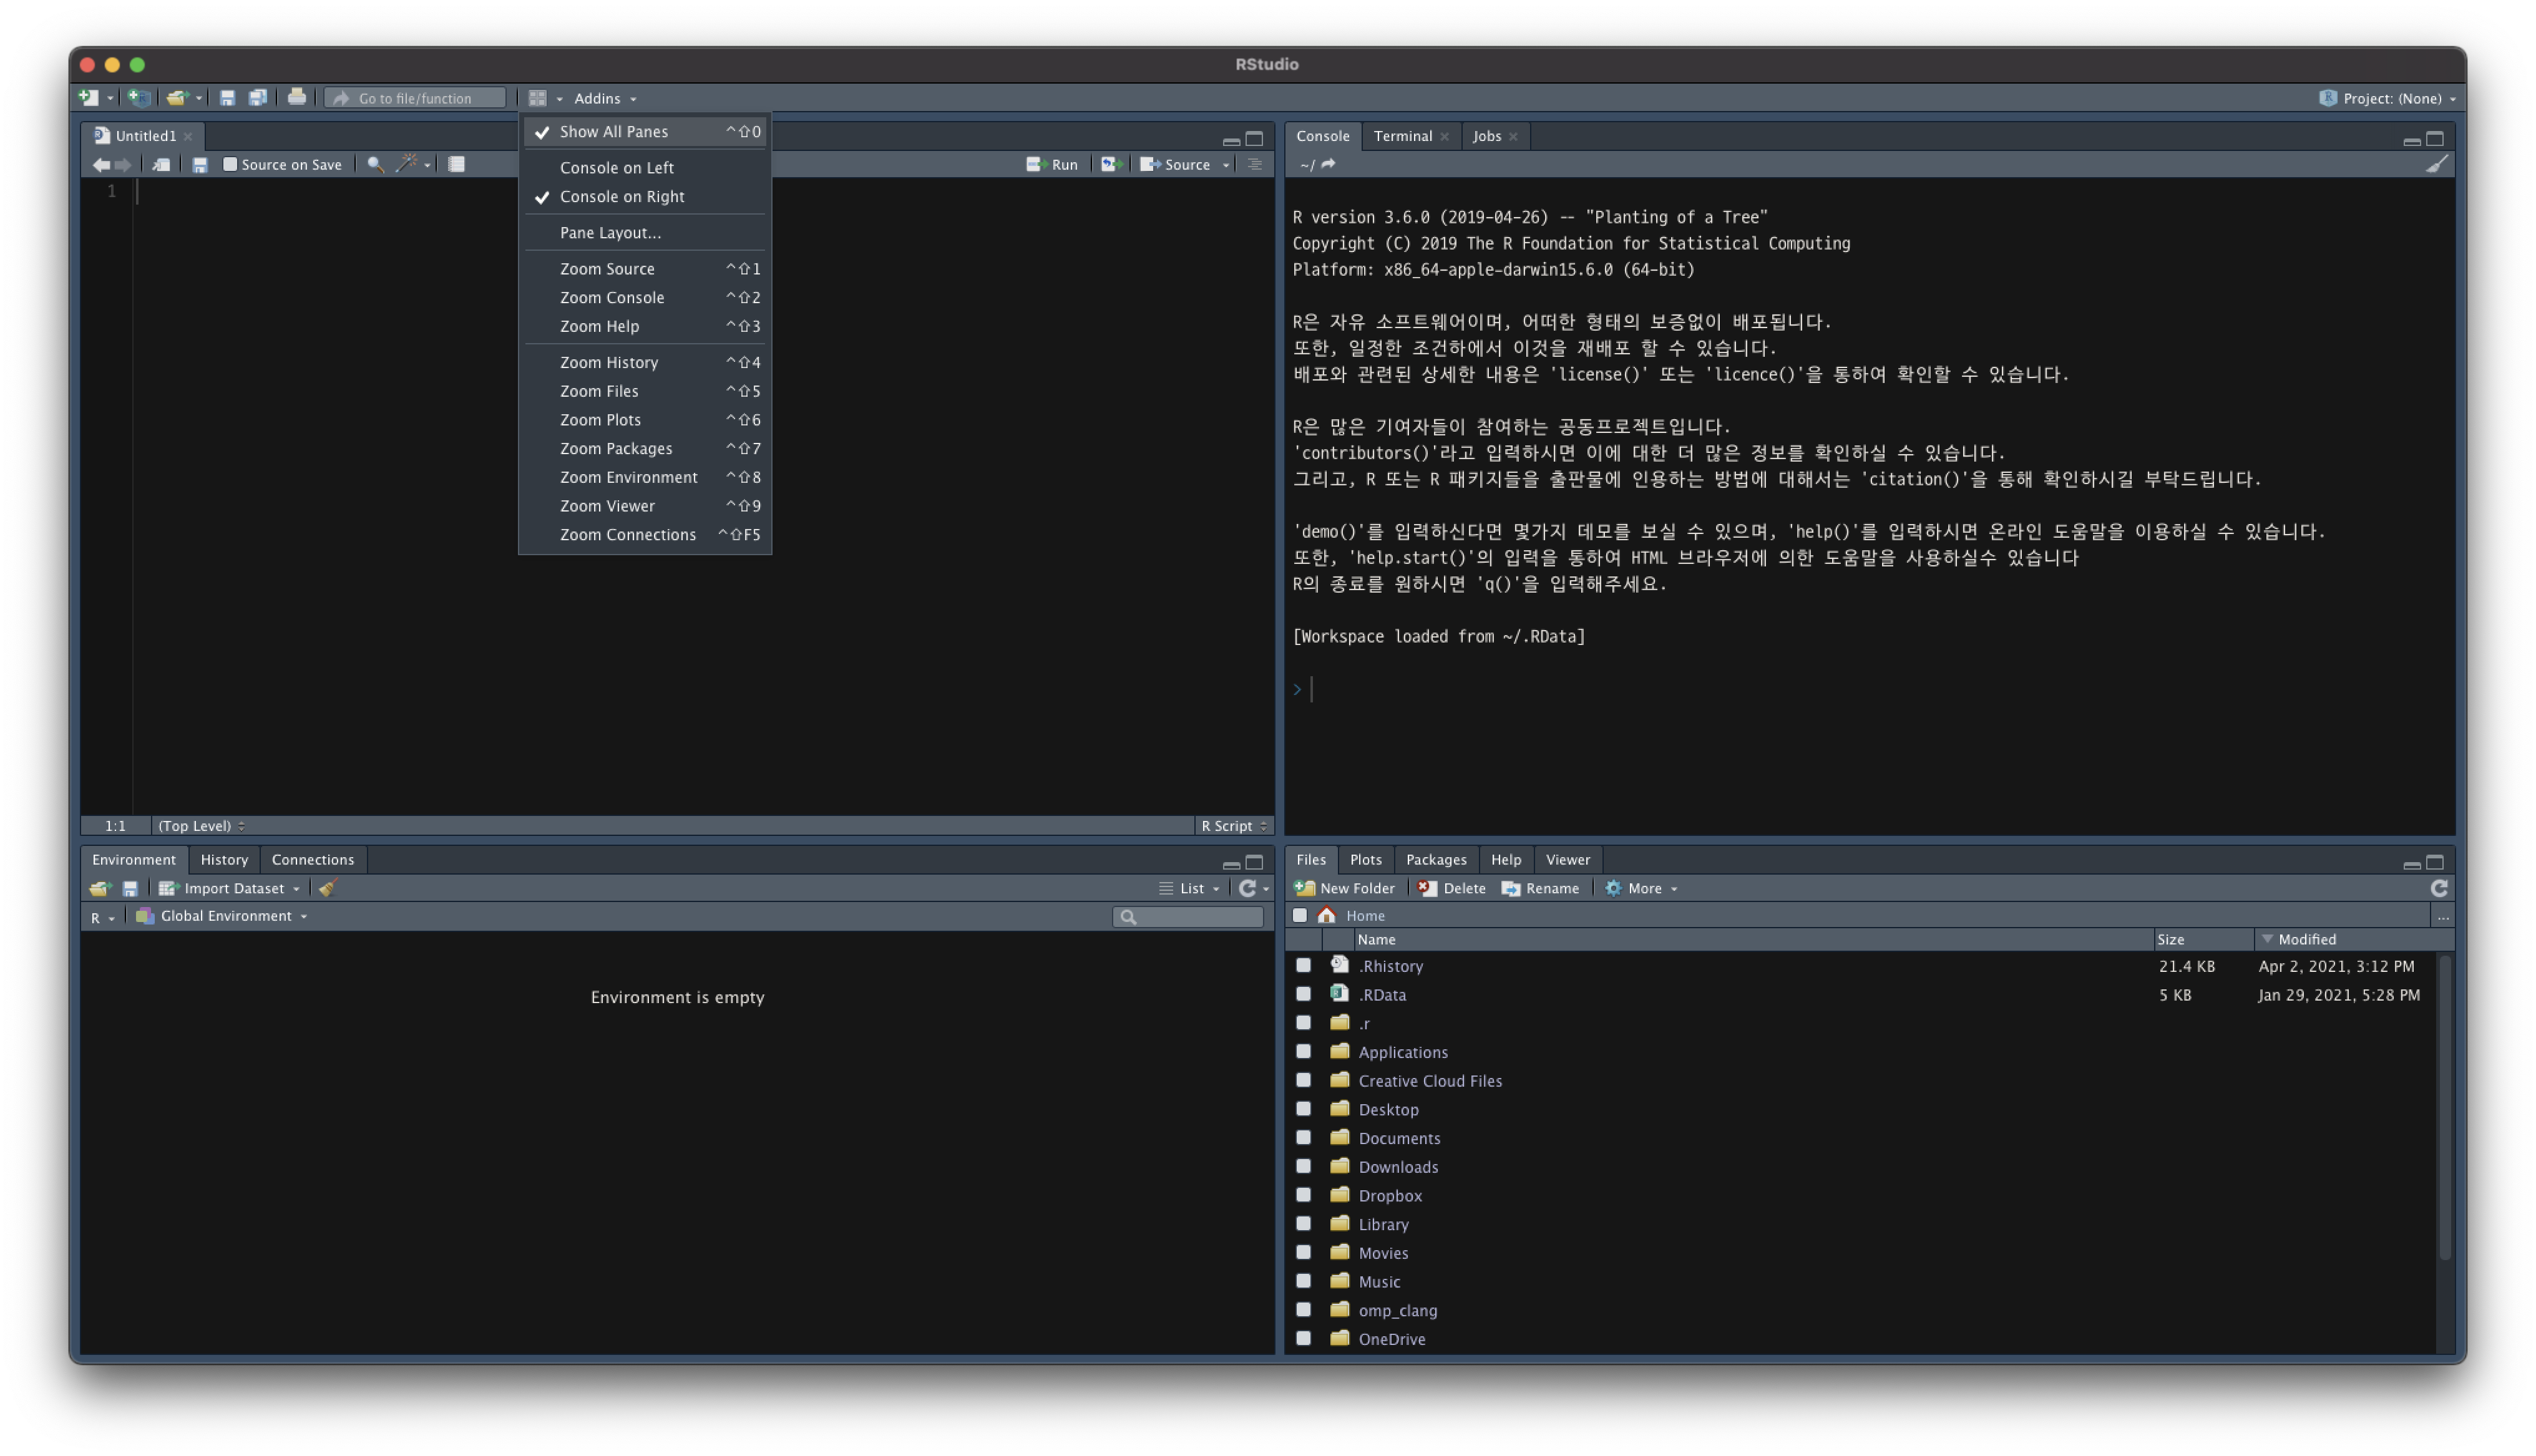 RStudio
Go to file/function
Addins
Project: (None)
Untitled1
Source on Save
Run
Source
1
Show All Panes ^⇧0
Console on Left
Console on Right
Pane Layout...
Zoom Source ^⇧1
Zoom Console ^⇧2
Zoom Help ^⇧3
Zoom History ^⇧4
Zoom Files ^⇧5
Zoom Plots ^⇧6
Zoom Packages ^⇧7
Zoom Environment ^⇧8
Zoom Viewer ^⇧9
Zoom Connections ^⇧F5
1:1 (Top Level) R Script
Console Terminal Jobs
~/
R version 3.6.0 (2019-04-26) -- "Planting of a Tree"
Copyright (C) 2019 The R Foundation for Statistical Computing
Platform: x86_64-apple-darwin15.6.0 (64-bit)
R은 자유 소프트웨어이며, 어떠한 형태의 보증없이 배포됩니다.
또한, 일정한 조건하에서 이것을 재배포 할 수 있습니다.
배포와 관련된 상세한 내용은 'license()' 또는 'licence()'을 통하여 확인할 수 있습니다.
R은 많은 기여자들이 참여하는 공동프로젝트입니다.
'contributors()'라고 입력하시면 이에 대한 더 많은 정보를 확인하실 수 있습니다.
그리고, R 또는 R 패키지들을 출판물에 인용하는 방법에 대해서는 'citation()'을 통해 확인하시길 부탁드립니다.
'demo()'를 입력하신다면 몇가지 데모를 보실 수 있으며, 'help()'를 입력하시면 온라인 도움말을 이용하실 수 있습니다.
또한, 'help.start()'의 입력을 통하여 HTML 브라우저에 의한 도움말을 사용하실수 있습니다
R의 종료를 원하시면 'q()'을 입력해주세요.
[Workspace loaded from ~/.RData]
>
Environment History Connections
Import Dataset List
R Global Environment
Environment is empty
Files Plots Packages Help Viewer
New Folder Delete Rename More
Home ...
Name Size Modified
.Rhistory 21.4 KB Apr 2, 2021, 3:12 PM
.RData 5 KB Jan 29, 2021, 5:28 PM
.r
Applications
Creative Cloud Files
Desktop
Documents
Downloads
Dropbox
Library
Movies
Music
omp_clang
OneDrive